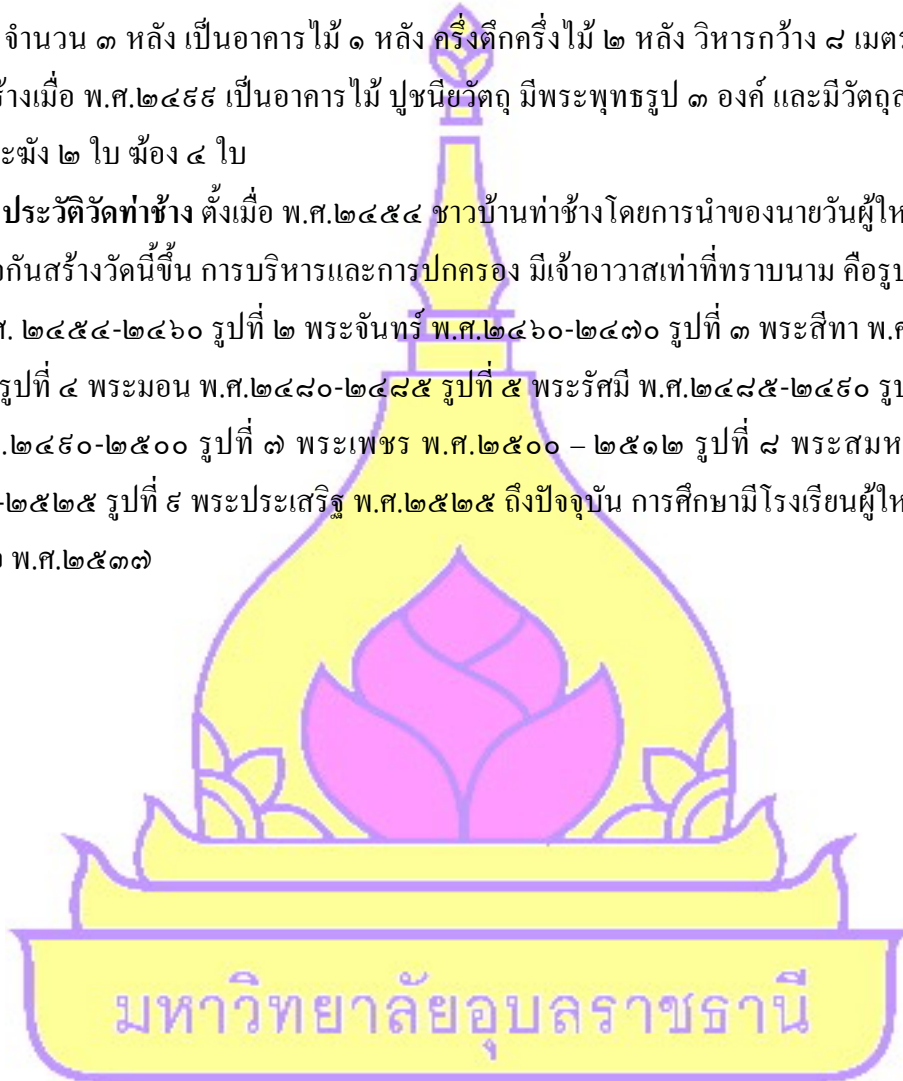 จำนวน ๓ หลัง เป็นอาคารไม้ ๑ หลัง ครึ่งตึกครึ่งไม้ ๒ หลัง วิหารกว้าง ๘ เมตร
ร้างเมื่อ พ.ศ.๒๔๙๙ เป็นอาคารไม้ ปูชนียวัตถุ มีพระพุทธรูป ๓ องค์ และมีวัตถุ
ะฆัง ๒ ใบ ฆ้อง ๔ ใบ
ประวัติวัดท่าช้าง ตั้งเมื่อ พ.ศ.๒๔๕๔ ชาวบ้านท่าช้างโดยการนำของนายวันผู้ให
กันสร้างวัดนี้ขึ้น การบริหารและการปกครอง มีเจ้าอาวาสเท่าที่ทราบนาม คือรูป
ศ. ๒๔๕๔-๒๔๖๐ รูปที่ ๒ พระจันทร์ พ.ศ.๒๔๖๐-๒๔๗๐ รูปที่ ๓ พระสีทา พ.ศ
รูปที่ ๔ พระมอน พ.ศ.๒๔๘๐-๒๔๘๕ รูปที่ ๕ พระรัศมี พ.ศ.๒๔๘๕-๒๔๙๐ รูป
.๒๔๙๐-๒๕๐๐ รูปที่ ๗ พระเพชร พ.ศ.๒๕๐๐ – ๒๕๑๒ รูปที่ ๘ พระสมห
-๒๕๒๕ รูปที่ ๙ พระประเสริฐ พ.ศ.๒๕๒๕ ถึงปัจจุบัน การศึกษามีโรงเรียนผู้ให
พ.ศ.๒๕๓๗
มหาวิทยาลัยอุบลราชธานี